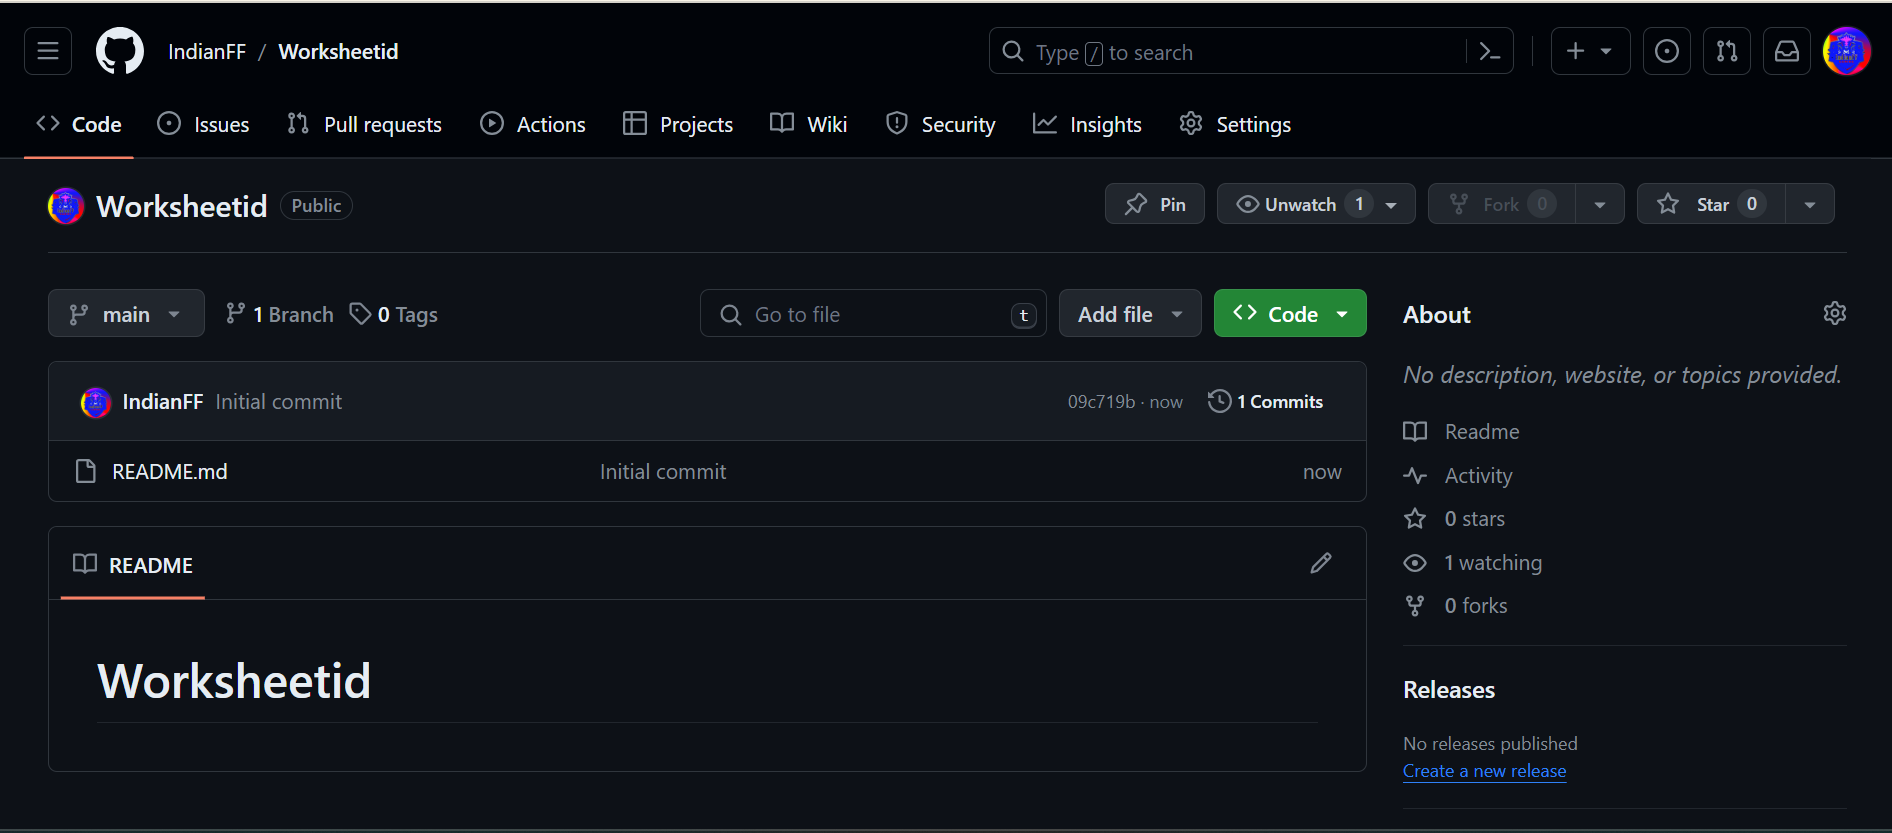 IndianFF / Worksheetid
Type / to search
Code Issues Pull requests Actions Projects Wiki Security Insights Settings
Worksheetid Public
Pin Unwatch 1 Fork 0 Star 0
main 1 Branch 0 Tags
Go to file t
Add file Code
IndianFF Initial commit 09c719b · now 1 Commits
README.md Initial commit now
README
Worksheetid
About
No description, website, or topics provided.
Readme
Activity
0 stars
1 watching
0 forks
Releases
No releases published
Create a new release